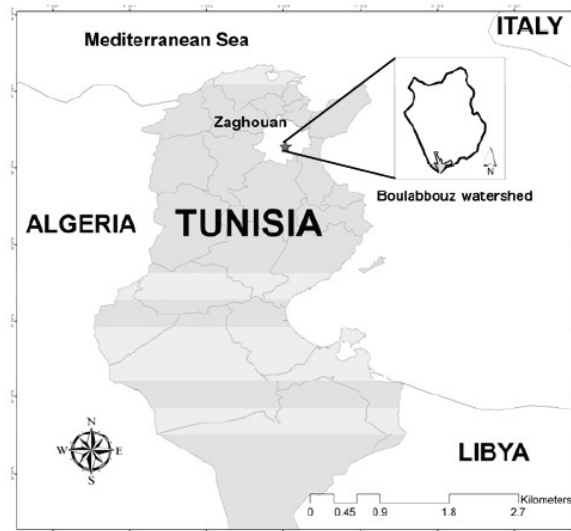 ITALY
Mediterranean Sea
Zaghouan
N
Boulabbouz watershed
ALGERIA
TUNISIA
N
W E
S
LIBYA
Kilometers
0 0.45 0.9 1.8 2.7